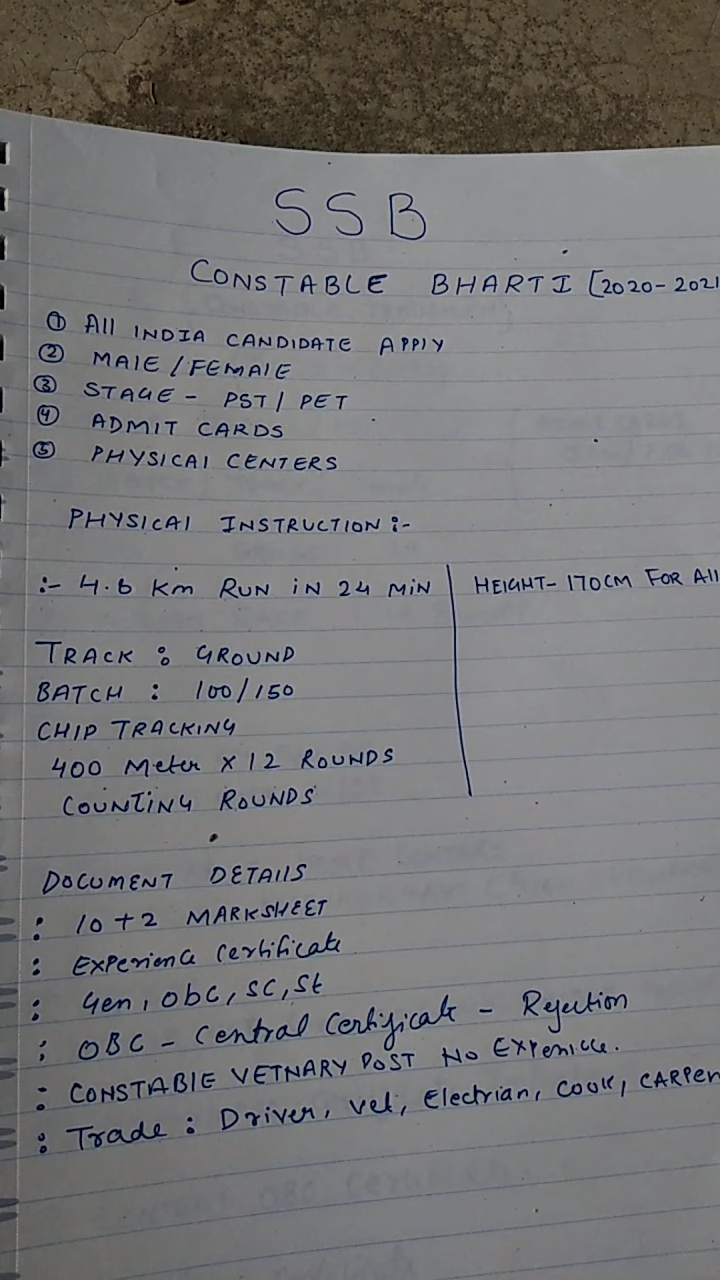 SSB
CONSTABLE BHARTI [2020-2021
① All INDIA CANDIDATE APPlY
② MAlE / FEMAlE
③ STAGE - PST / PET
④ ADMIT CARDS
⑤ PHYSICAl CENTERS
PHYSICAl INSTRUCTION :-
:- 4.8 Km RUN iN 24 MiN
HEIGHT- 170CM FOR All
TRACK : GROUND
BATCH : 100/150
CHIP TRACKING
400 Meter X 12 ROUNDS
COUNTING ROUNDS
DOCUMENT DETAIlS
: 10+2 MARKSHEET
: Experience Certificate
: Gen, Obc, SC, St
: OBC - Central Certificate - Rejection
: CONSTABlE VETNARY POST No Expenicce.
: Trade : Driver, vet, Electrian, Cook, CARPEN